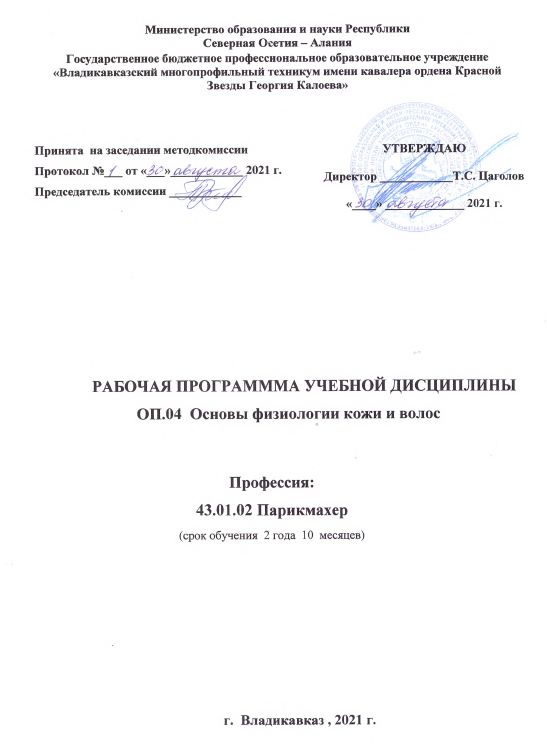 Министерство образования и науки Республики
Северная Осетия – Алания
Государственное бюджетное профессиональное образовательное учреждение
«Владикавказский многопрофильный техникум имени кавалера ордена Красной
Звезды Георгия Калоева»
Принята на заседании методкомиссии
Протокол № 1 от «30» августа 2021 г.
Председатель комиссии
УТВЕРЖДАЮ
Директор Т.С. Цаголов
«30» августа 2021 г.
РАБОЧАЯ ПРОГРАМММА УЧЕБНОЙ ДИСЦИПЛИНЫ
ОП.04 Основы физиологии кожи и волос
Профессия:
43.01.02 Парикмахер
(срок обучения 2 года 10 месяцев)
г. Владикавказ , 2021 г.